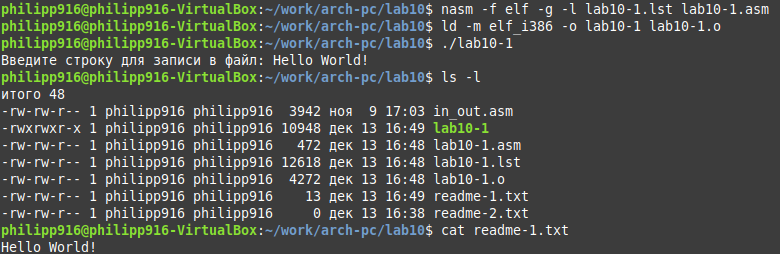 philipp916@philipp916-VirtualBox:~/work/arch-pc/lab10$ nasm -f elf -g -l lab10-1.lst lab10-1.asm
philipp916@philipp916-VirtualBox:~/work/arch-pc/lab10$ ld -m elf_i386 -o lab10-1 lab10-1.o
philipp916@philipp916-VirtualBox:~/work/arch-pc/lab10$ ./lab10-1
Введите строку для записи в файл: Hello World!
philipp916@philipp916-VirtualBox:~/work/arch-pc/lab10$ ls -l
итого 48
-rw-rw-r-- 1 philipp916 philipp916  3942 ноя  9 17:03 in_out.asm
-rwxrwxr-x 1 philipp916 philipp916 10948 дек 13 16:49 lab10-1
-rw-rw-r-- 1 philipp916 philipp916   472 дек 13 16:48 lab10-1.asm
-rw-rw-r-- 1 philipp916 philipp916 12618 дек 13 16:48 lab10-1.lst
-rw-rw-r-- 1 philipp916 philipp916  4272 дек 13 16:48 lab10-1.o
-rw-rw-r-- 1 philipp916 philipp916    13 дек 13 16:49 readme-1.txt
-rw-rw-r-- 1 philipp916 philipp916     0 дек 13 16:38 readme-2.txt
philipp916@philipp916-VirtualBox:~/work/arch-pc/lab10$ cat readme-1.txt
Hello World!